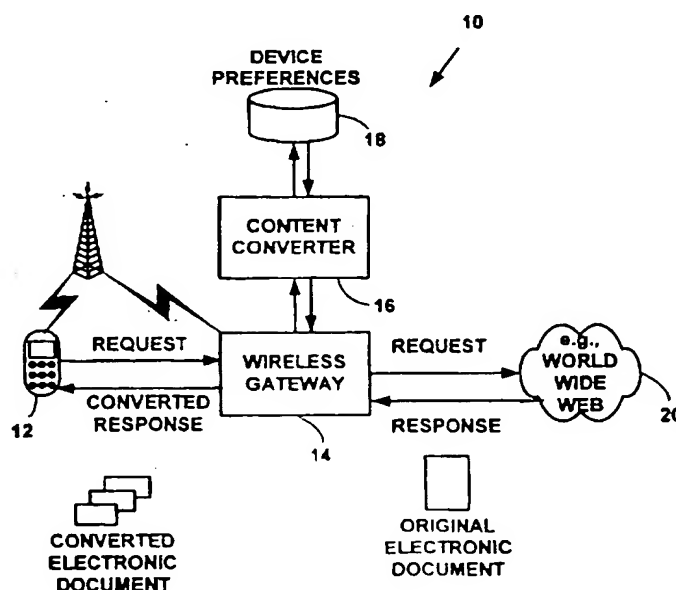 10
DEVICE
PREFERENCES
18
CONTENT
CONVERTER
16
REQUEST
WIRELESS
GATEWAY
REQUEST
e.g.,
WORLD
WIDE
WEB
12
CONVERTED
RESPONSE
RESPONSE
20
14
CONVERTED
ELECTRONIC
DOCUMENT
ORIGINAL
ELECTRONIC
DOCUMENT